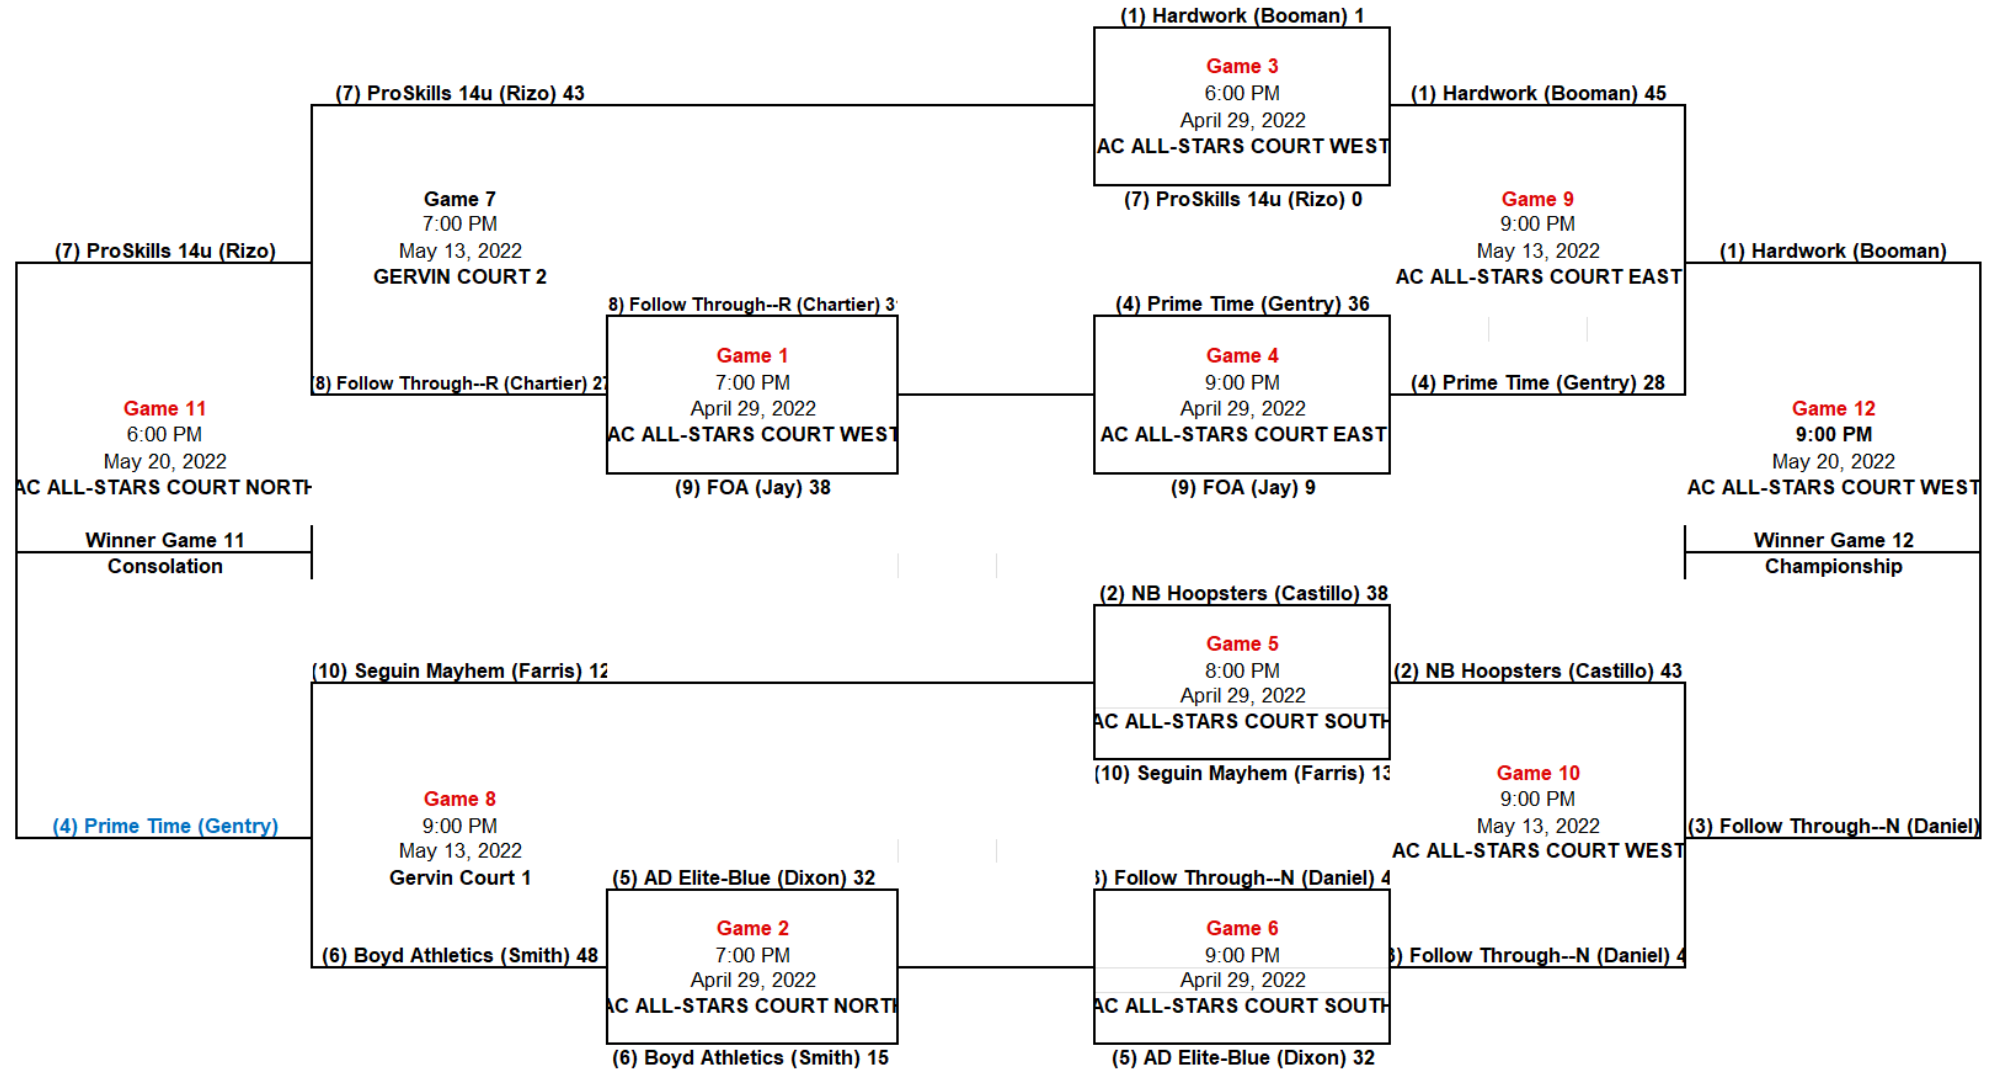 (1) Hardwork (Booman) 1
Game 3
6:00 PM
April 29, 2022
AC ALL-STARS COURT WEST
(7) ProSkills 14u (Rizo) 0
(7) ProSkills 14u (Rizo) 43
Game 7
7:00 PM
May 13, 2022
GERVIN COURT 2
(8) Follow Through--R (Chartier) 27
(1) Hardwork (Booman) 45
Game 9
9:00 PM
May 13, 2022
AC ALL-STARS COURT EAST
(4) Prime Time (Gentry) 28
(7) ProSkills 14u (Rizo)
Game 11
6:00 PM
May 20, 2022
AC ALL-STARS COURT NORTH
Winner Game 11
Consolation
(4) Prime Time (Gentry)
8) Follow Through--R (Chartier)
Game 1
7:00 PM
April 29, 2022
AC ALL-STARS COURT WEST
(9) FOA (Jay) 38
(4) Prime Time (Gentry) 36
Game 4
9:00 PM
April 29, 2022
AC ALL-STARS COURT EAST
(9) FOA (Jay) 9
(1) Hardwork (Booman)
Game 12
9:00 PM
May 20, 2022
AC ALL-STARS COURT WEST
Winner Game 12
Championship
(3) Follow Through--N (Daniel)
(2) NB Hoopsters (Castillo) 38
Game 5
8:00 PM
April 29, 2022
AC ALL-STARS COURT SOUTH
(10) Seguin Mayhem (Farris) 13
(10) Seguin Mayhem (Farris) 12
Game 8
9:00 PM
May 13, 2022
Gervin Court 1
(6) Boyd Athletics (Smith) 48
(2) NB Hoopsters (Castillo) 43
Game 10
9:00 PM
May 13, 2022
AC ALL-STARS COURT WEST
3) Follow Through--N (Daniel) 4
(5) AD Elite-Blue (Dixon) 32
Game 2
7:00 PM
April 29, 2022
AC ALL-STARS COURT NORTH
(6) Boyd Athletics (Smith) 15
3) Follow Through--N (Daniel) 4
Game 6
9:00 PM
April 29, 2022
AC ALL-STARS COURT SOUTH
(5) AD Elite-Blue (Dixon) 32